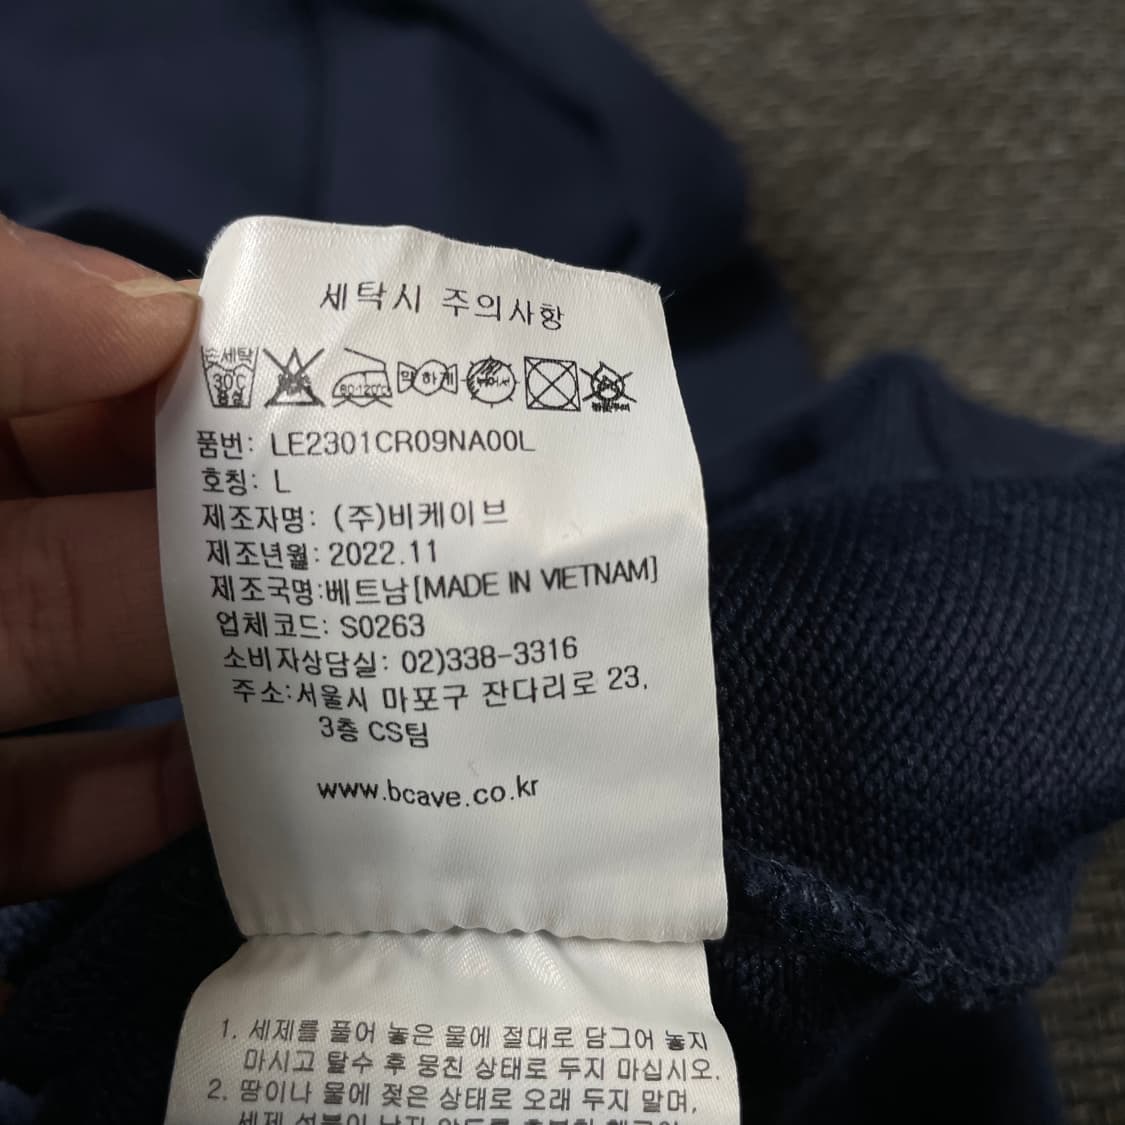 세탁시 주의사항
손세탁 30℃ 중성 80-120℃ 약하게 뉘어서
품번: LE2301CR09NA00L
호칭: L
제조자명: (주)비케이브
제조년월: 2022.11
제조국명:베트남[MADE IN VIETNAM]
업체코드: S0263
소비자상담실: 02)338-3316
주소:서울시 마포구 잔다리로 23,
3층 CS팀
www.bcave.co.kr
1. 세제를 풀어 놓은 물에 절대로 담그어 놓지
마시고 탈수 후 뭉친 상태로 두지 마십시오.
2. 땀이나 물에 젖은 상태로 오래 두지 말며,